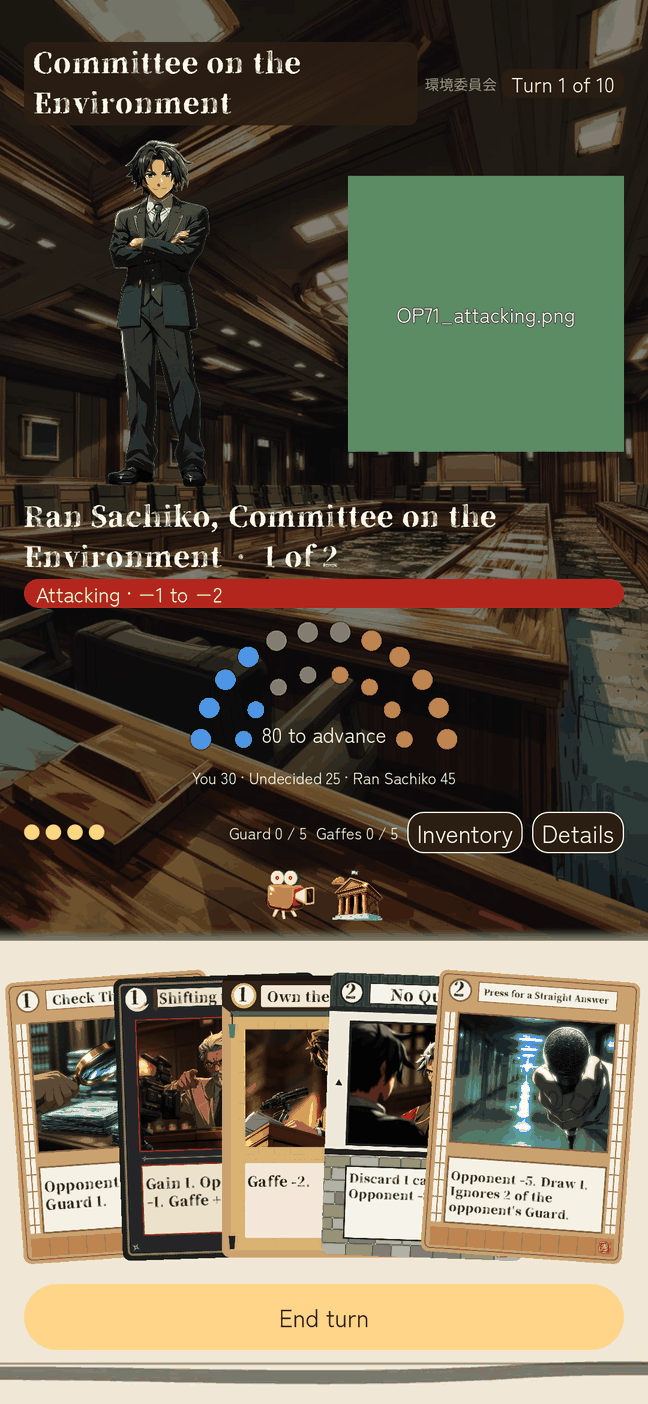 Committee on the
Environment
環境委員会
Turn 1 of 10
OP71_attacking.png
Ran Sachiko, Committee on the
Environment · 1 of 2
Attacking · −1 to −2
80 to advance
You 30 · Undecided 25 · Ran Sachiko 45
Guard 0 / 5 Gaffes 0 / 5
Inventory
Details
1 Check
Opponent
Guard 1.
1 Shifting
Gain 1. Op
-1. Gaffe +
1 Own the
Gaffe -2.
2 No
Discard 1
Opponent
2 Press for a Straight Answer
Opponent -5. Draw 1.
Ignores 2 of the
opponent's Guard.
End turn